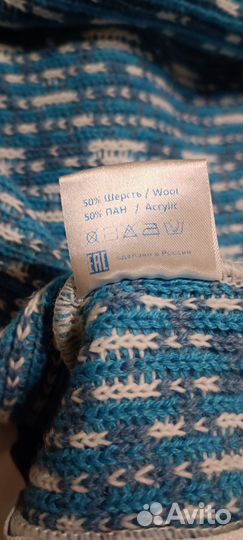 50% Шерсть / Wool
50% ПАН / Acrylic
EAC
Сделано в России
Avito